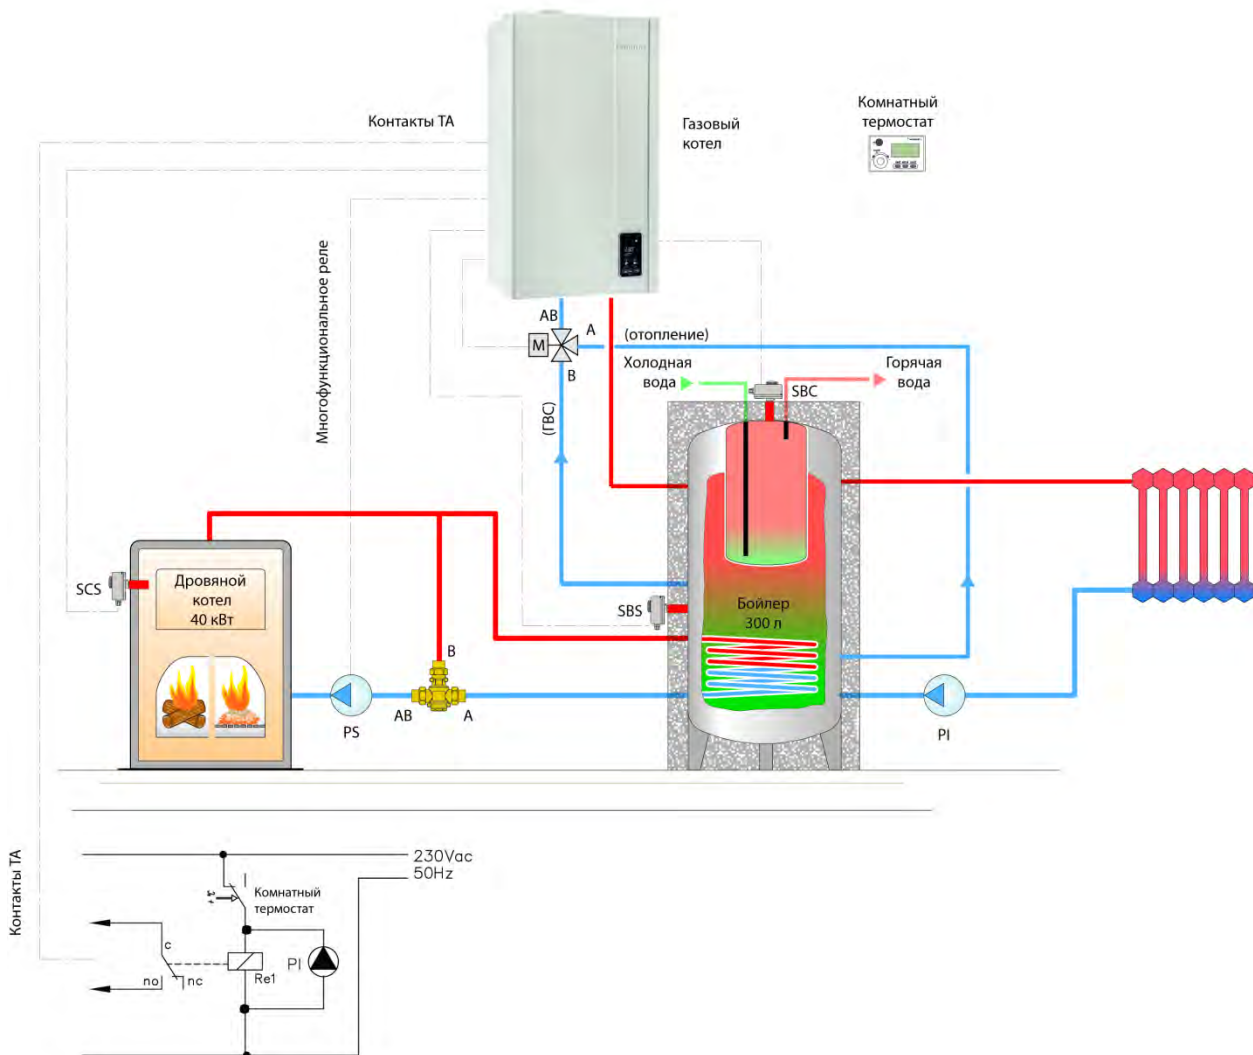 Контакты ТА
Газовый
котел
Комнатный
термостат
Многофункциональное реле
AB
A
(отопление)
M
B
Холодная
вода
Горячая
вода
SBC
(ГВС)
SCS
Дровяной
котел
40 кВт
SBS
Бойлер
300 л
B
AB
A
PS
PI
Контакты ТА
230Vac
50Hz
Комнатный
термостат
c
no
nc
Re1
PI